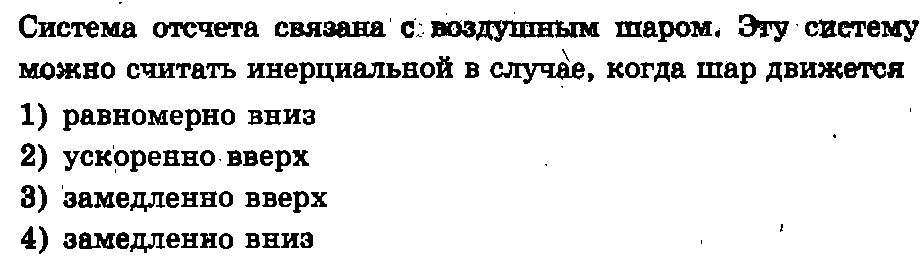 Система отсчета связана с воздушным шаром. Эту систему
можно считать инерциальной в случае, когда шар движется
1) равномерно вниз
2) ускоренно вверх
3) замедленно вверх
4) замедленно вниз